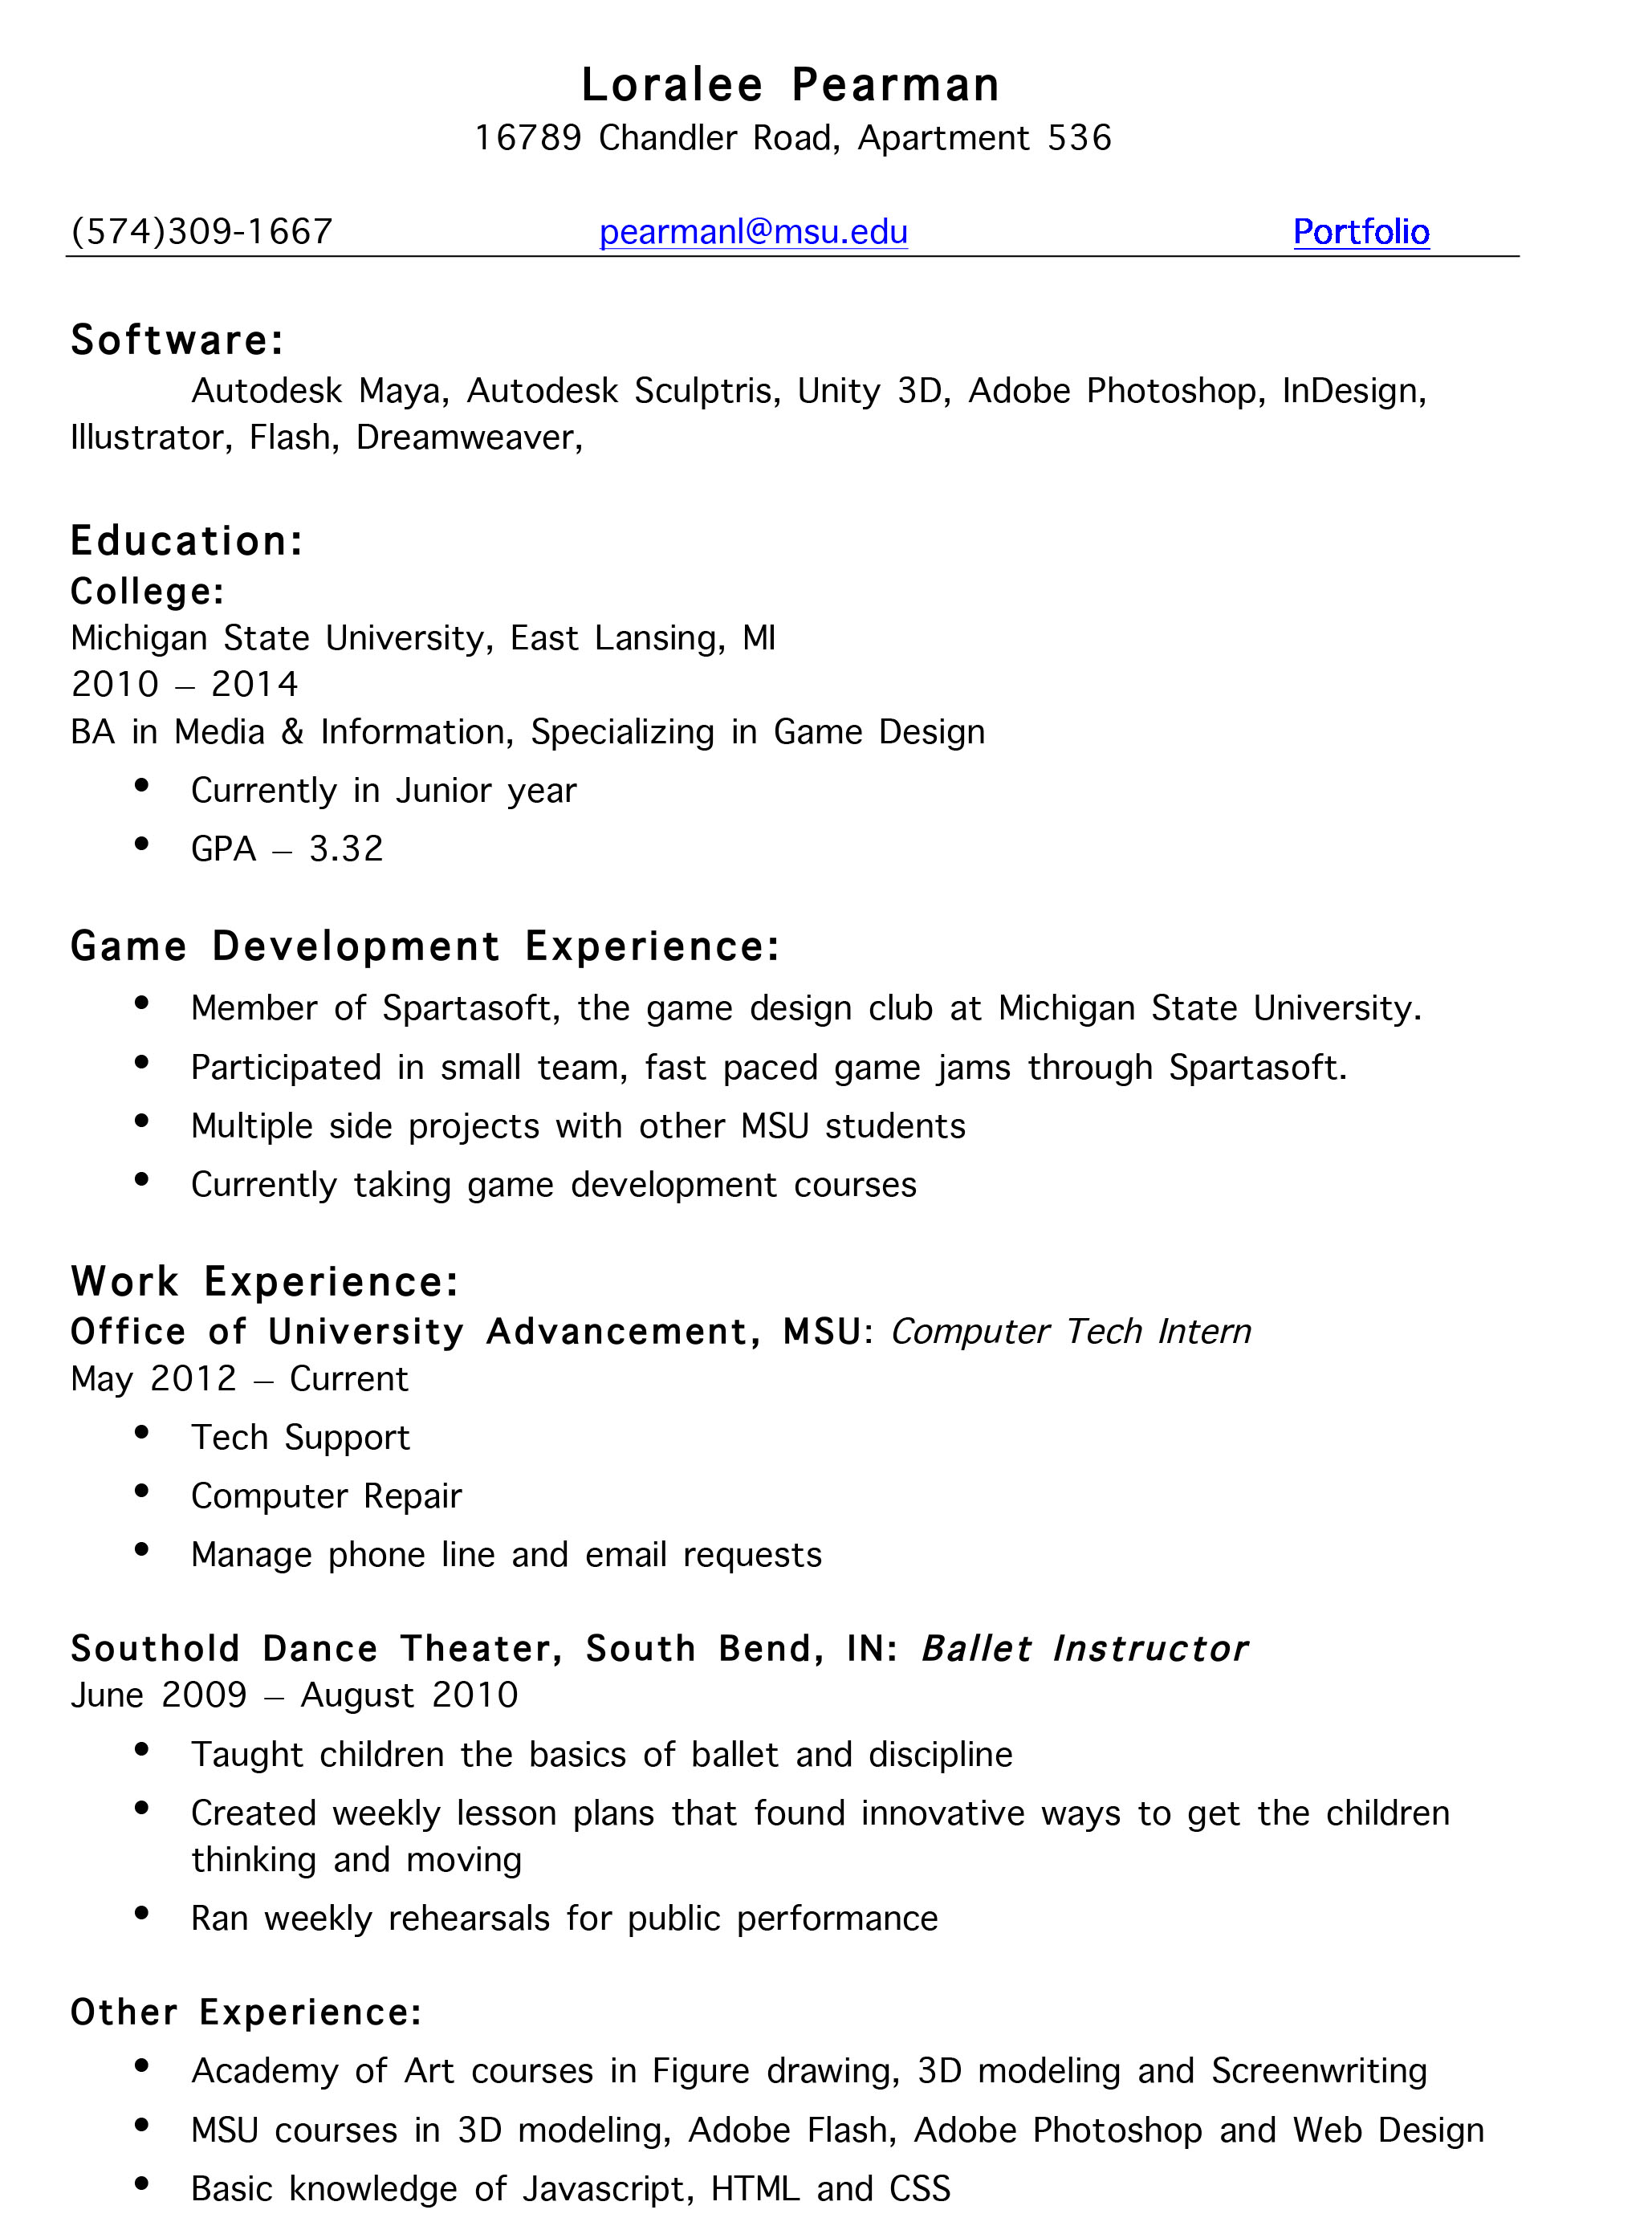 Loralee Pearman
16789 Chandler Road, Apartment 536
(574)309-1667 pearmanl@msu.edu Portfolio
Software:
Autodesk Maya, Autodesk Sculptris, Unity 3D, Adobe Photoshop, InDesign,
Illustrator, Flash, Dreamweaver,
Education:
College:
Michigan State University, East Lansing, MI
2010 – 2014
BA in Media & Information, Specializing in Game Design
• Currently in Junior year
• GPA – 3.32
Game Development Experience:
• Member of Spartasoft, the game design club at Michigan State University.
• Participated in small team, fast paced game jams through Spartasoft.
• Multiple side projects with other MSU students
• Currently taking game development courses
Work Experience:
Office of University Advancement, MSU: Computer Tech Intern
May 2012 – Current
• Tech Support
• Computer Repair
• Manage phone line and email requests
Southold Dance Theater, South Bend, IN: Ballet Instructor
June 2009 – August 2010
• Taught children the basics of ballet and discipline
• Created weekly lesson plans that found innovative ways to get the children
thinking and moving
• Ran weekly rehearsals for public performance
Other Experience:
• Academy of Art courses in Figure drawing, 3D modeling and Screenwriting
• MSU courses in 3D modeling, Adobe Flash, Adobe Photoshop and Web Design
• Basic knowledge of Javascript, HTML and CSS